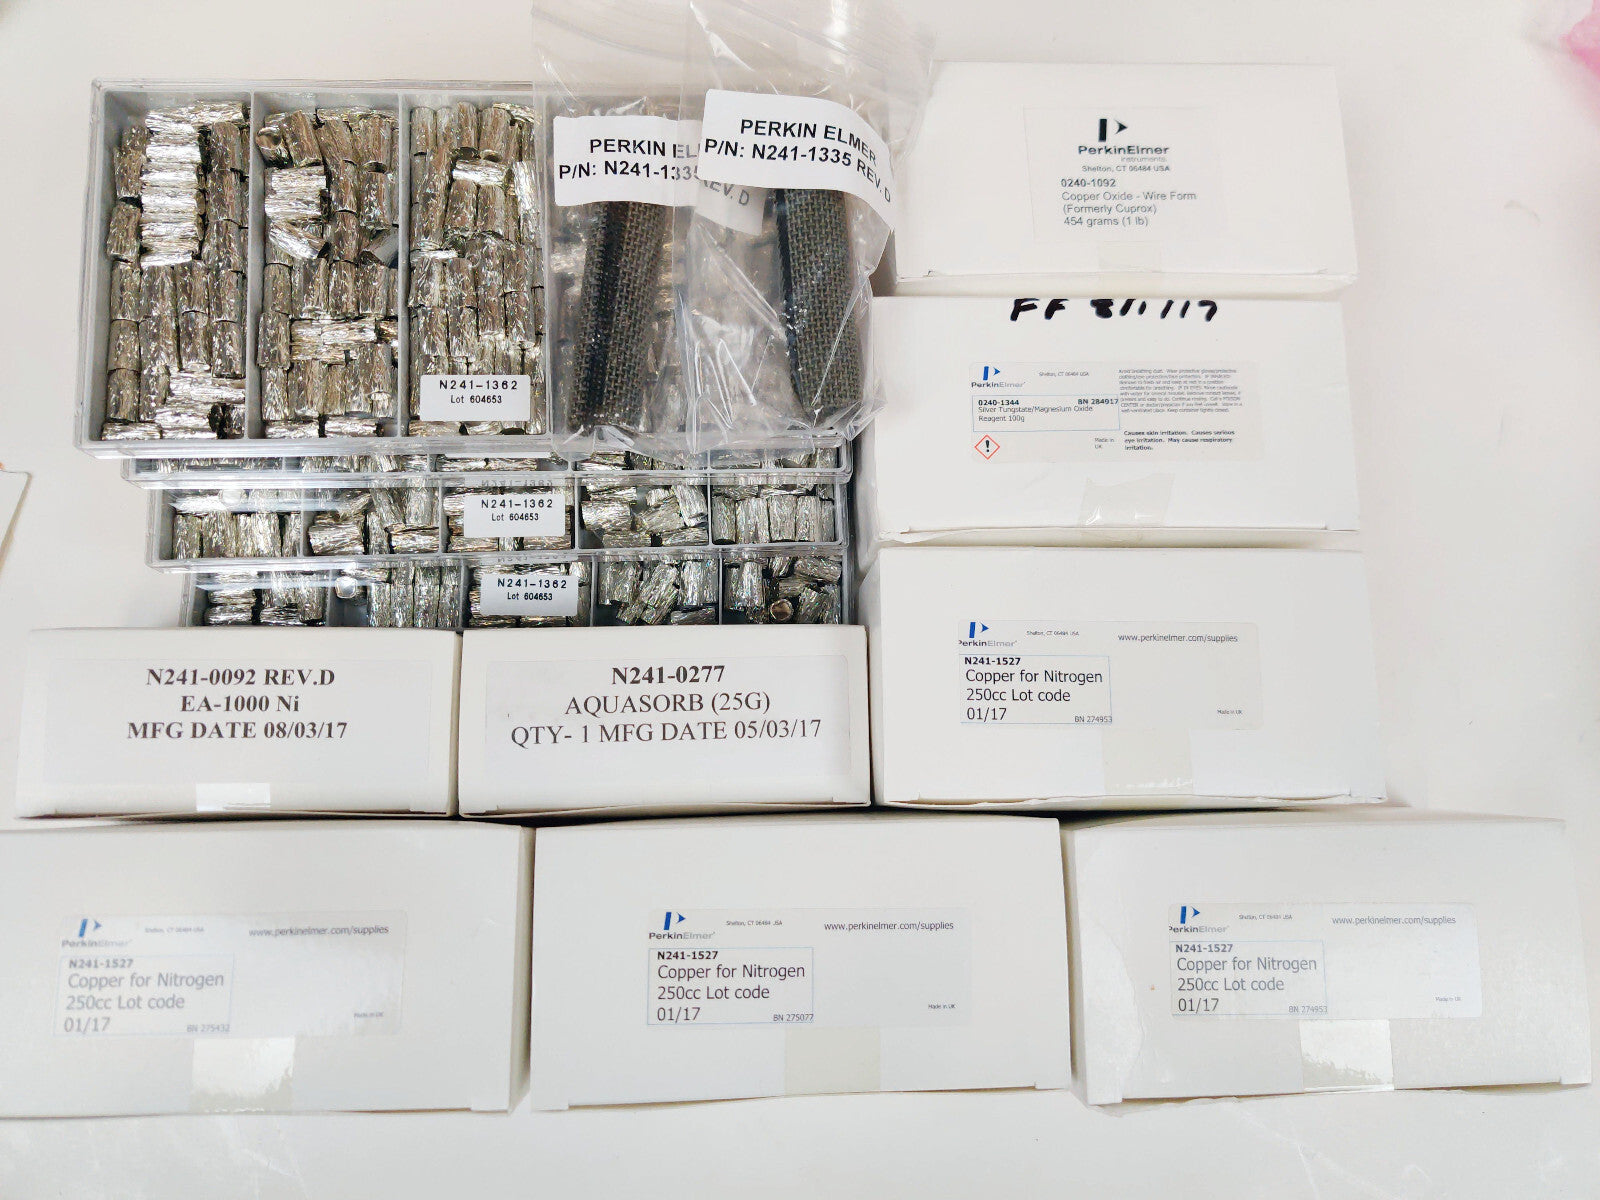 PERKIN EL
P/N: N241-1335 REV. D
PERKIN ELMER
P/N: N241-1335 REV. D
PerkinElmer
instruments.
Shelton, CT 06484 USA
0240-1092
Copper Oxide - Wire Form
(Formerly Cuprox)
454 grams (1 lb)
FF 8/1/17
PerkinElmer
Shelton, CT 06484 USA
0240-1344 BN 284917
Silver Tungstate/Magnesium Oxide
Reagent 100g
Made in
UK
Causes skin irritation. Causes serious
eye irritation. May cause respiratory
irritation.
N241-1362
Lot 604653
N241-1362
Lot 604653
N241-1362
Lot 604653
PerkinElmer
Shelton, CT 06484 USA
www.perkinelmer.com/supplies
N241-1527
Copper for Nitrogen
250cc Lot code
01/17
BN 274953
Made in UK
N241-0092 REV.D
EA-1000 Ni
MFG DATE 08/03/17
N241-0277
AQUASORB (25G)
QTY- 1 MFG DATE 05/03/17
PerkinElmer
Shelton, CT 06484 USA
www.perkinelmer.com/supplies
N241-1527
Copper for Nitrogen
250cc Lot code
01/17
BN 275432
Made in UK
PerkinElmer
Shelton, CT 06484 USA
www.perkinelmer.com/supplies
N241-1527
Copper for Nitrogen
250cc Lot code
01/17
BN 275077
Made in UK
PerkinElmer
Shelton, CT 06484 USA
www.perkinelmer.com/supplies
N241-1527
Copper for Nitrogen
250cc Lot code
01/17
BN 274953
Made in UK